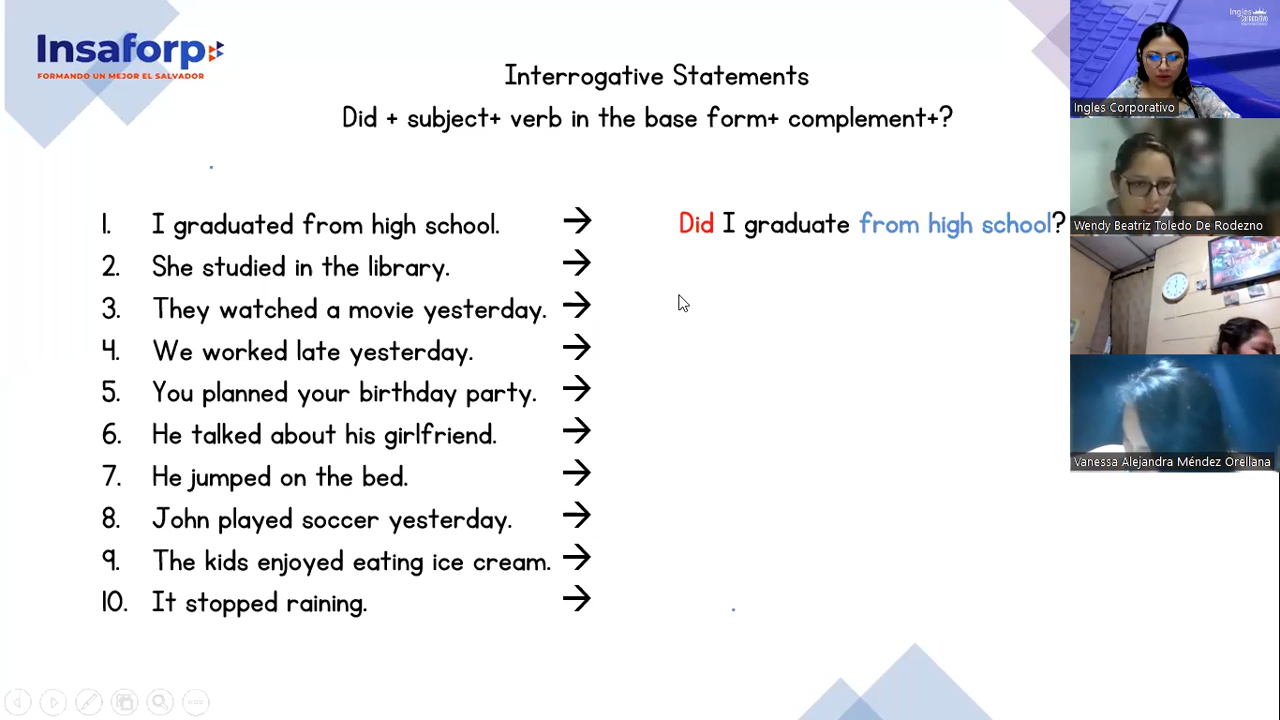 Insaforp
FORMANDO UN MEJOR EL SALVADOR
Interrogative Statements
Did + subject+ verb in the base form+ complement+?
1. I graduated from high school. → Did I graduate from high school?
2. She studied in the library. →
3. They watched a movie yesterday. →
4. We worked late yesterday. →
5. You planned your birthday party. →
6. He talked about his girlfriend. →
7. He jumped on the bed. →
8. John played soccer yesterday. →
9. The kids enjoyed eating ice cream. →
10. It stopped raining. →
Ingles
Corporativo
Ingles Corporativo
Wendy Beatriz Toledo De Rodezno
Vanessa Alejandra Méndez Orellana